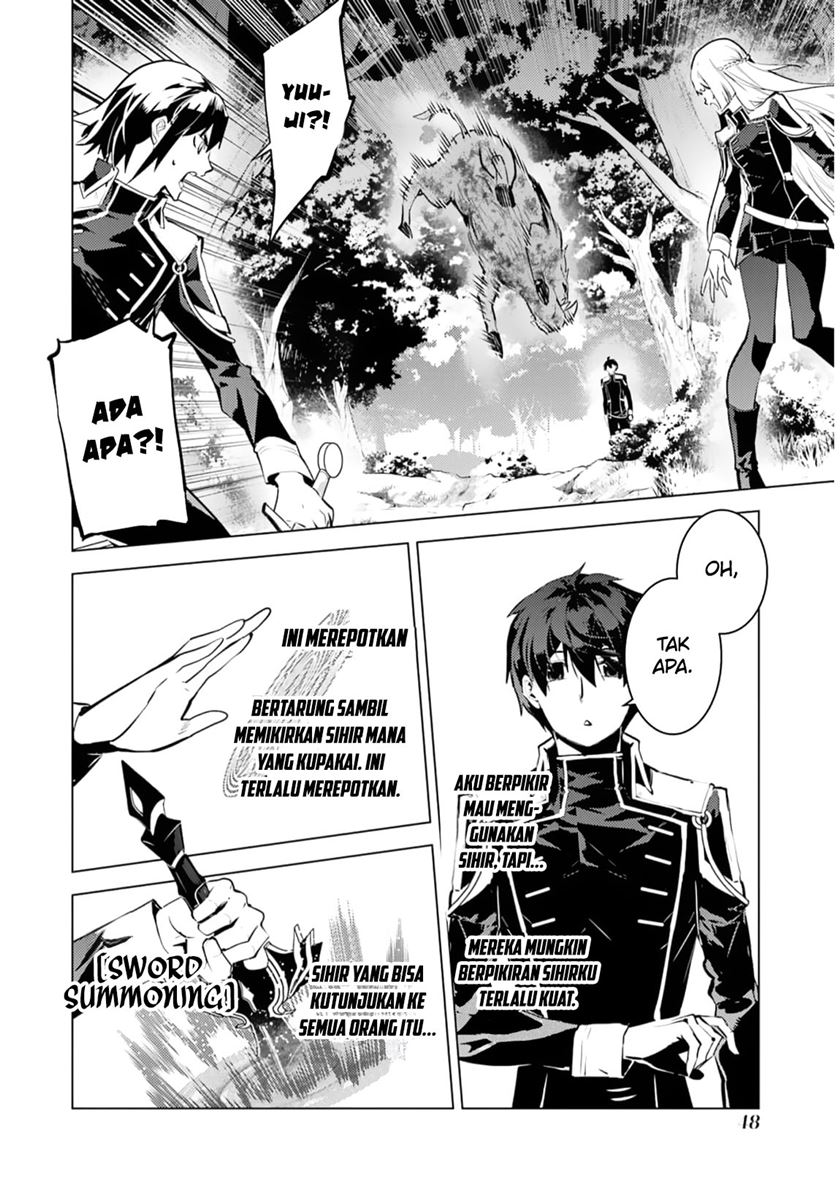 YUU-
JI?!
ADA
APA?!
OH,
TAK
APA.
AKU BERPIKIR
MAU MENG-
GUNAKAN
SIHIR, TAPI...
MEREKA MUNGKIN
BERPIKIRAN SIHIRKU
TERLALU KUAT.
INI MEREPOTKAN
BERTARUNG SAMBIL
MEMIKIRKAN SIHIR MANA
YANG KUPAKAI. INI
TERLALU MEREPOTKAN.
SIHIR YANG BISA
KUTUNJUKAN KE
SEMUA ORANG ITU...
[SWORD
SUMMONING]
48